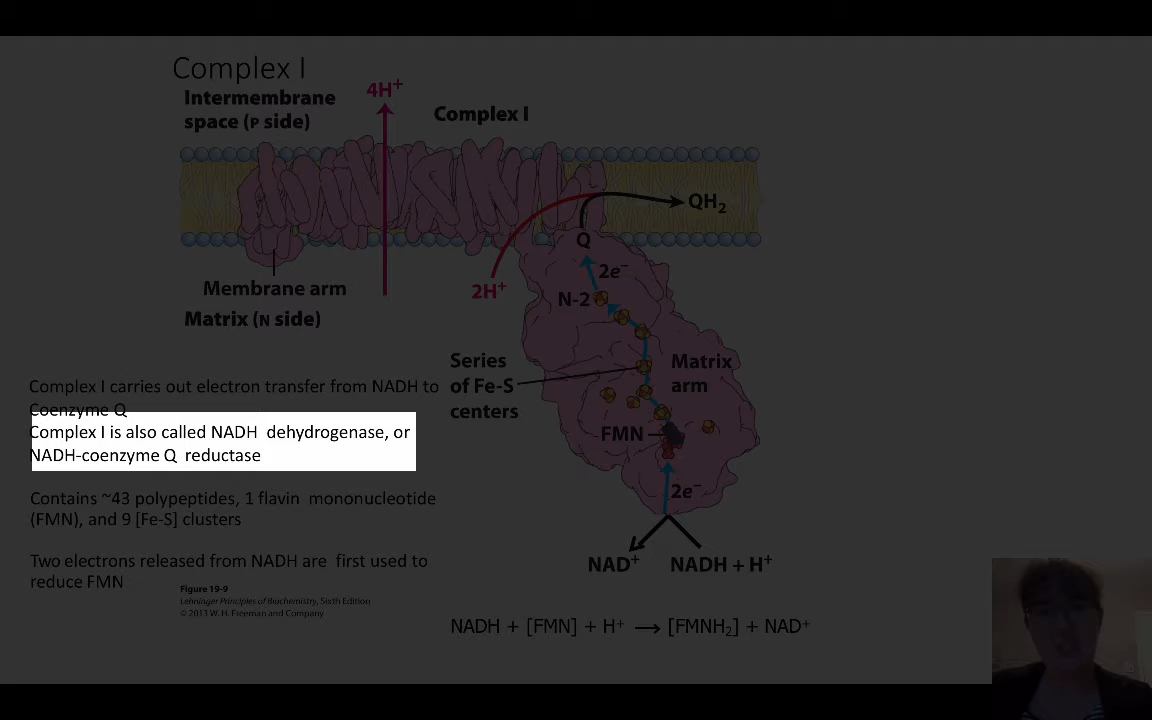 Complex I
Intermembrane
space (P side)
4H⁺
Complex I
QH₂
Q
2e⁻
N-2
2H⁺
Membrane arm
Matrix (N side)
Series
of Fe-S
centers
Matrix
arm
FMN
2e⁻
NAD⁺
NADH + H⁺
Complex I carries out electron transfer from NADH to
Coenzyme Q
Complex I is also called NADH dehydrogenase, or
NADH-coenzyme Q reductase
Contains ~43 polypeptides, 1 flavin mononucleotide
(FMN), and 9 [Fe-S] clusters
Two electrons released from NADH are first used to
reduce FMN
Figure 19-9
Lehninger Principles of Biochemistry, Sixth Edition
© 2013 W. H. Freeman and Company
NADH + [FMN] + H⁺ ⟶ [FMNH₂] + NAD⁺